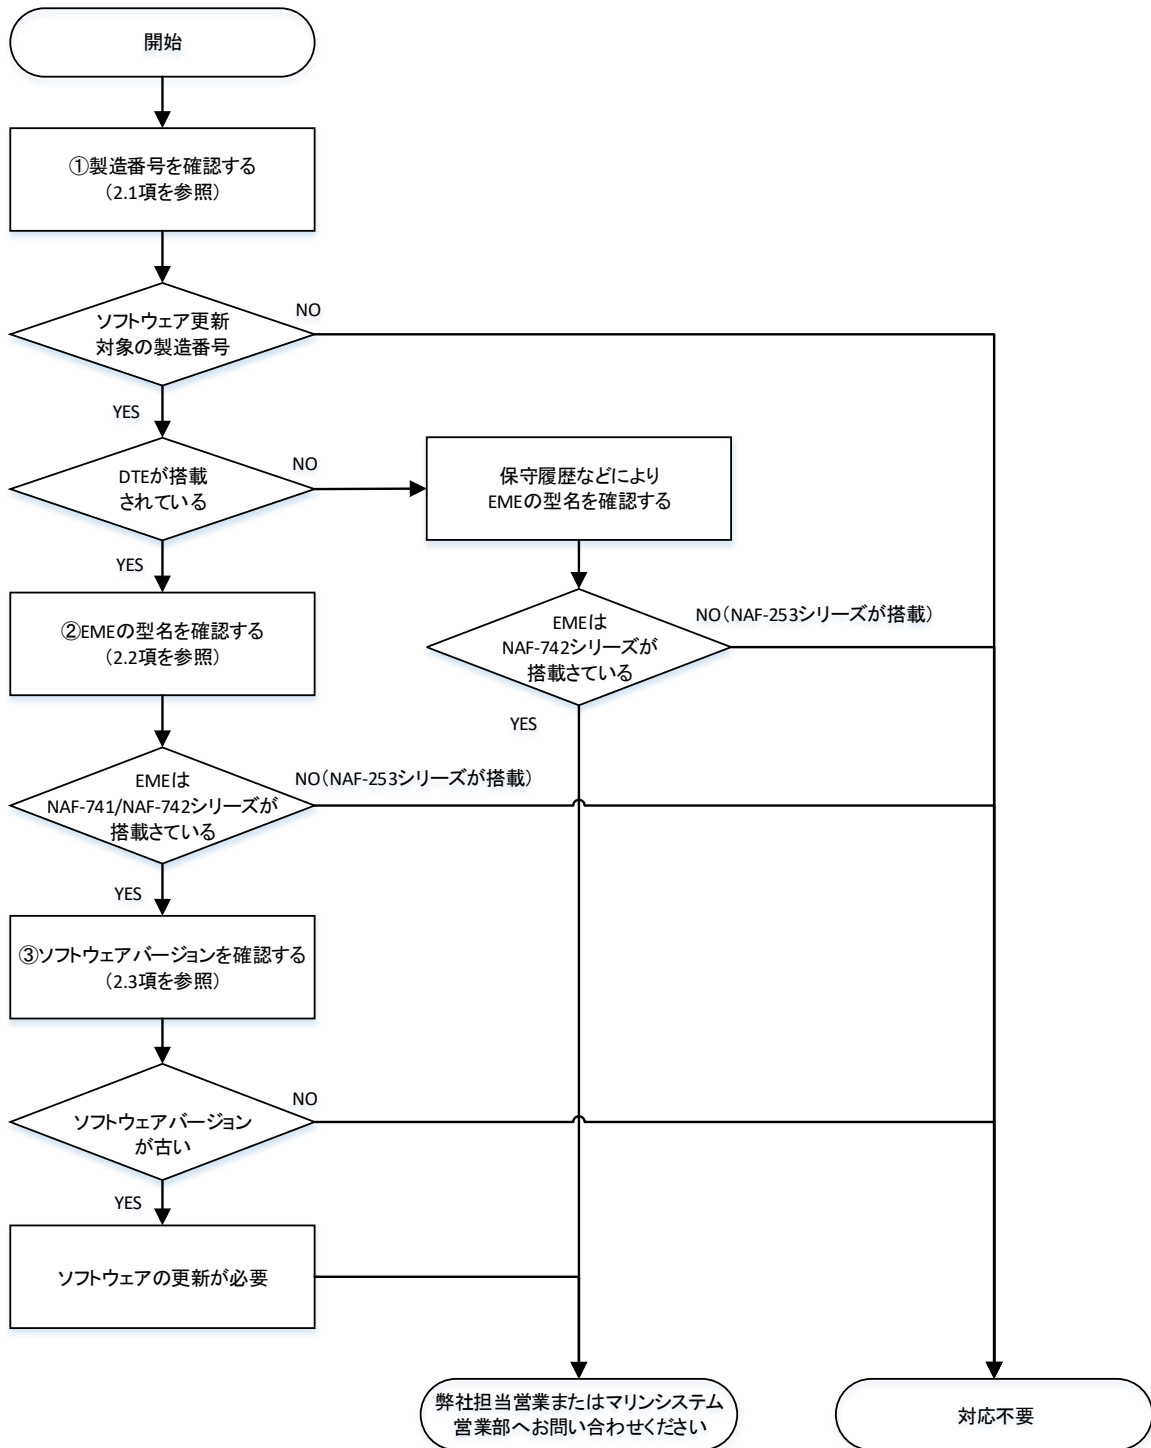 開始
①製造番号を確認する
（2.1項を参照）
ソフトウェア更新
対象の製造番号
NO
YES
DTEが搭載
されている
NO
保守履歴などにより
EMEの型名を確認する
YES
②EMEの型名を確認する
（2.2項を参照）
EMEは
NAF-742シリーズが
搭載さている
NO（NAF-253シリーズが搭載）
YES
EMEは
NAF-741/NAF-742シリーズが
搭載さている
NO（NAF-253シリーズが搭載）
YES
③ソフトウェアバージョンを確認する
（2.3項を参照）
ソフトウェアバージョン
が古い
NO
YES
ソフトウェアの更新が必要
弊社担当営業またはマリンシステム
営業部へお問い合わせください
対応不要